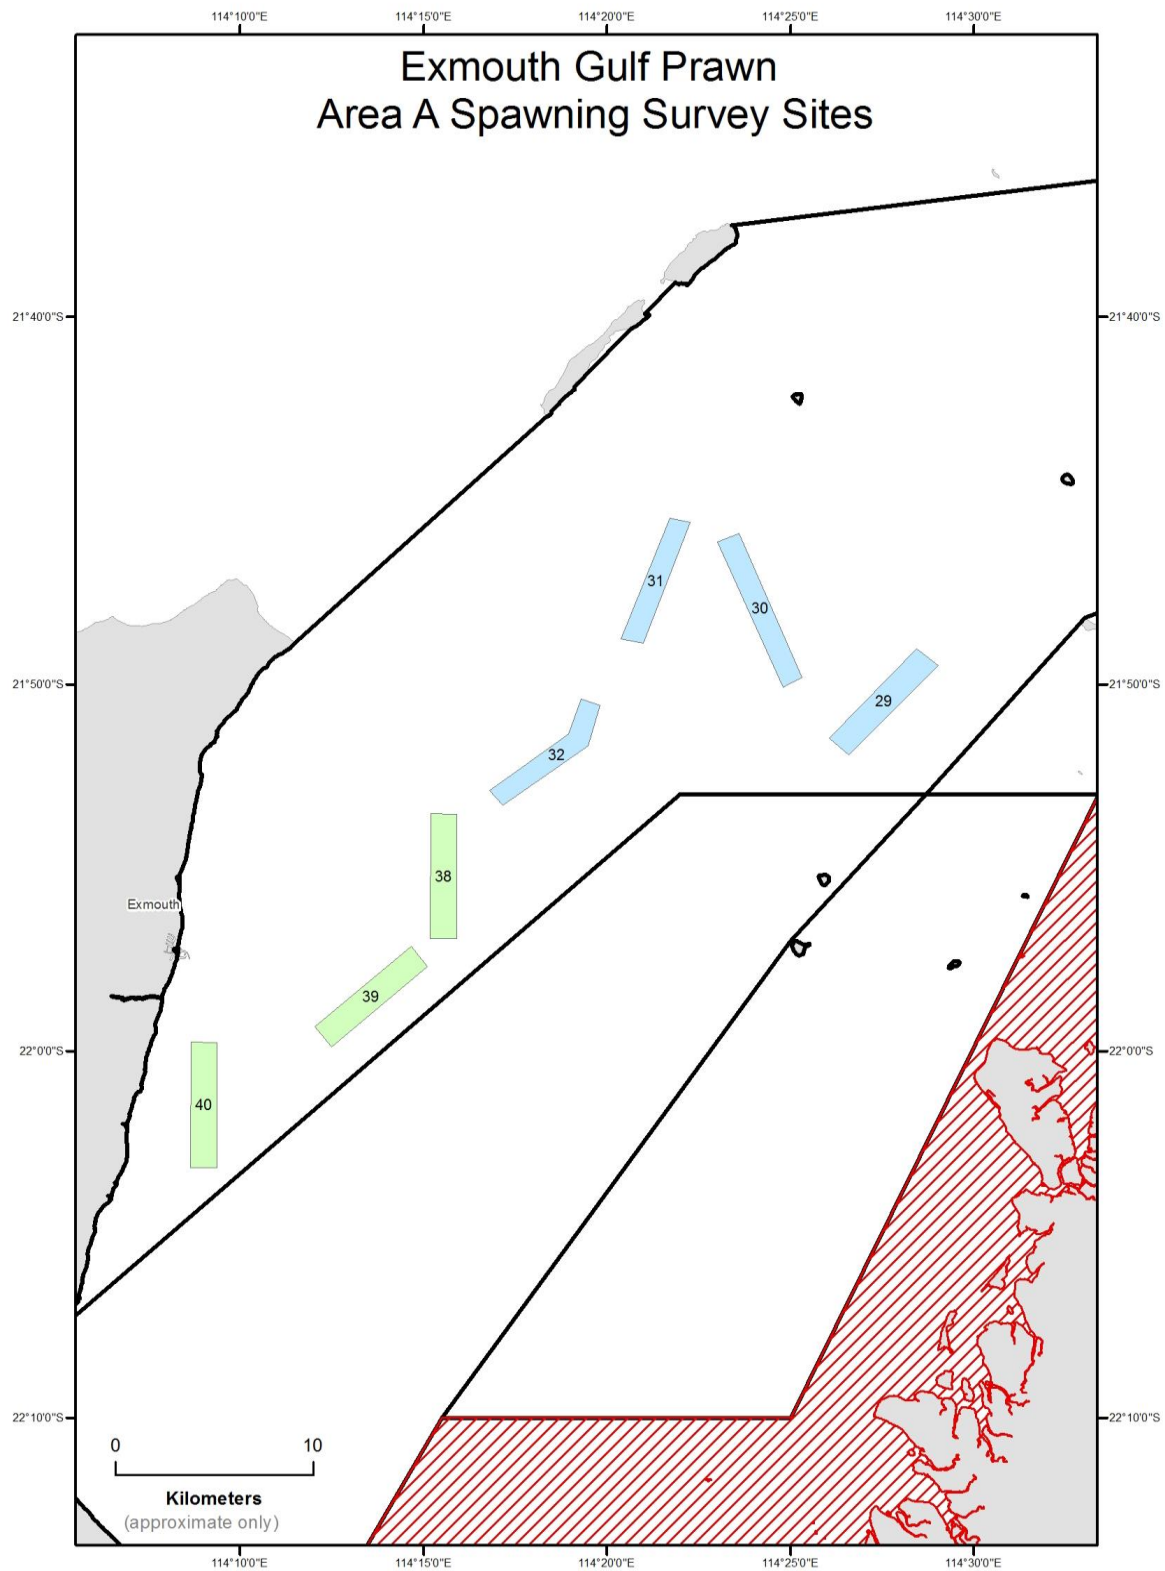 114°10'0"E 114°15'0"E 114°20'0"E 114°25'0"E 114°30'0"E
Exmouth Gulf Prawn
Area A Spawning Survey Sites
21°40'0"S 21°40'0"S
31
30
21°50'0"S 21°50'0"S
29
32
38
Exmouth
39
22°0'0"S 22°0'0"S
40
22°10'0"S 22°10'0"S
0 10
Kilometers
(approximate only)
114°10'0"E 114°15'0"E 114°20'0"E 114°25'0"E 114°30'0"E